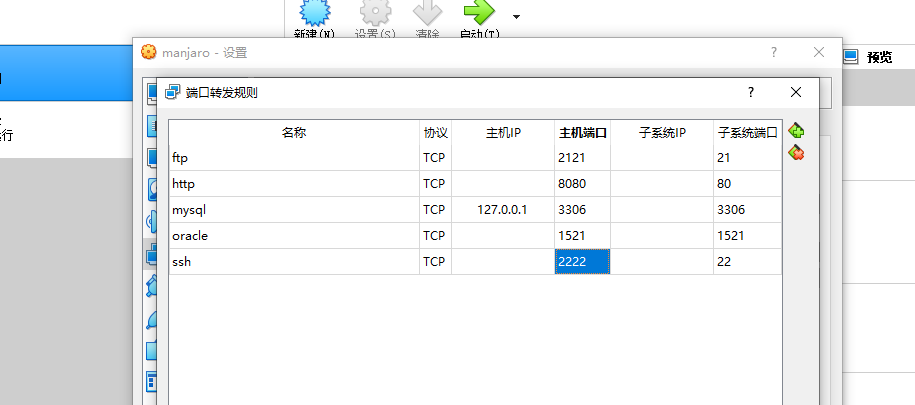 新建(N) 设置(S) 清除 启动(T)
manjaro - 设置 ?
预览
端口转发规则 ?
运行
名称 协议 主机IP 主机端口 子系统IP 子系统端口
ftp TCP 2121 21
http TCP 8080 80
mysql TCP 127.0.0.1 3306 3306
oracle TCP 1521 1521
ssh TCP 2222 22